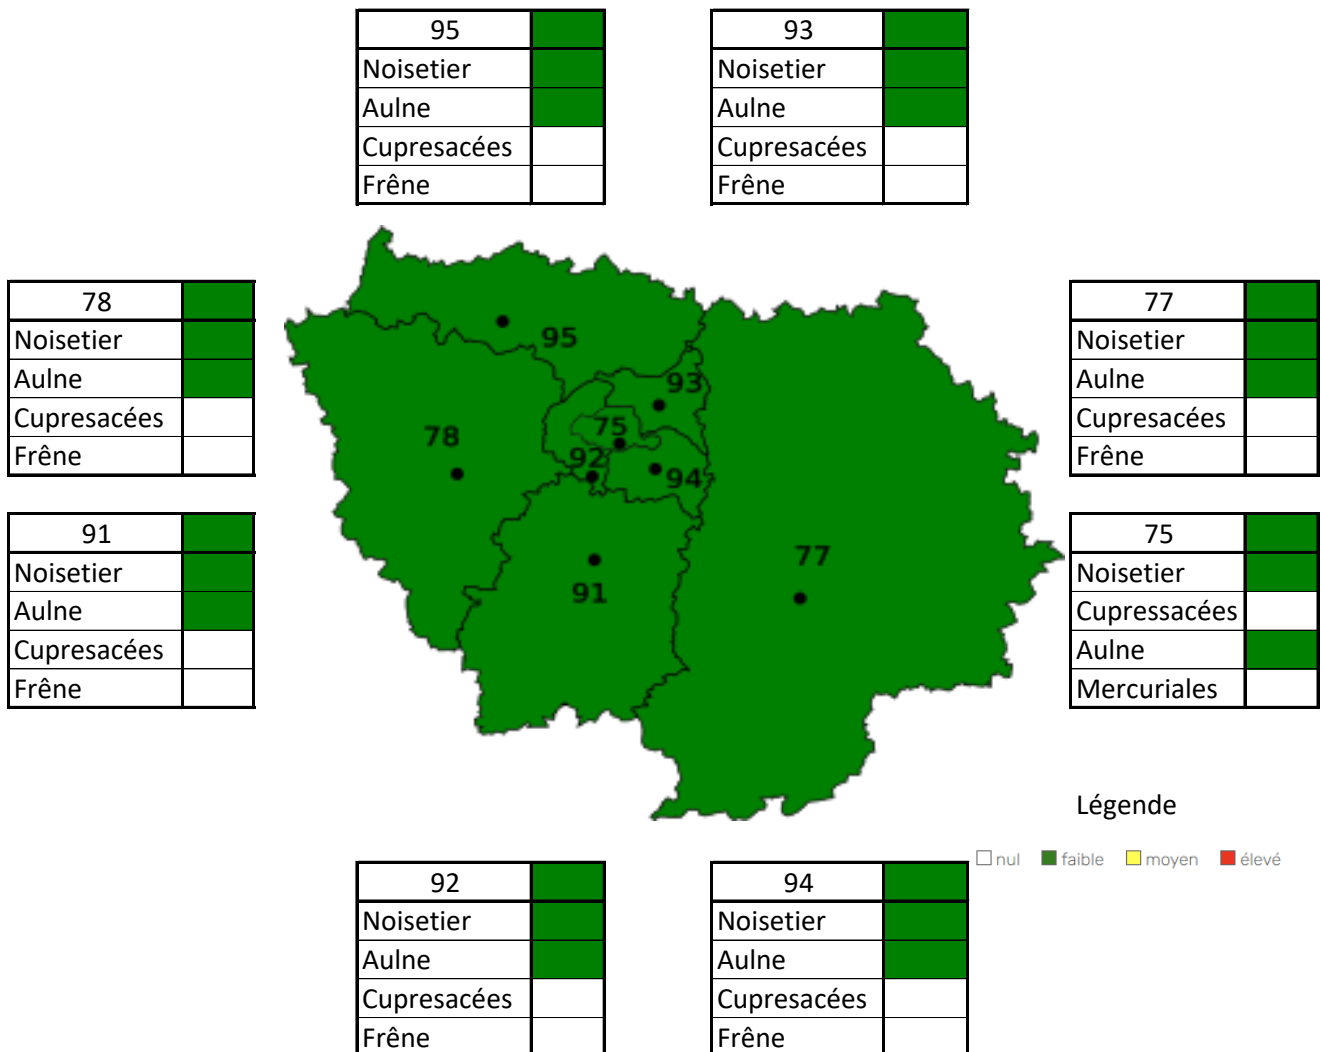 95
Noisetier
Aulne
Cupresacées
Frêne
93
Noisetier
Aulne
Cupresacées
Frêne
78
Noisetier
Aulne
Cupresacées
Frêne
91
Noisetier
Aulne
Cupresacées
Frêne
95
93
75
78
92
94
77
91
77
Noisetier
Aulne
Cupresacées
Frêne
75
Noisetier
Cupressacées
Aulne
Mercuriales
Légende
nul faible moyen élevé
92
Noisetier
Aulne
Cupresacées
Frêne
94
Noisetier
Aulne
Cupresacées
Frêne